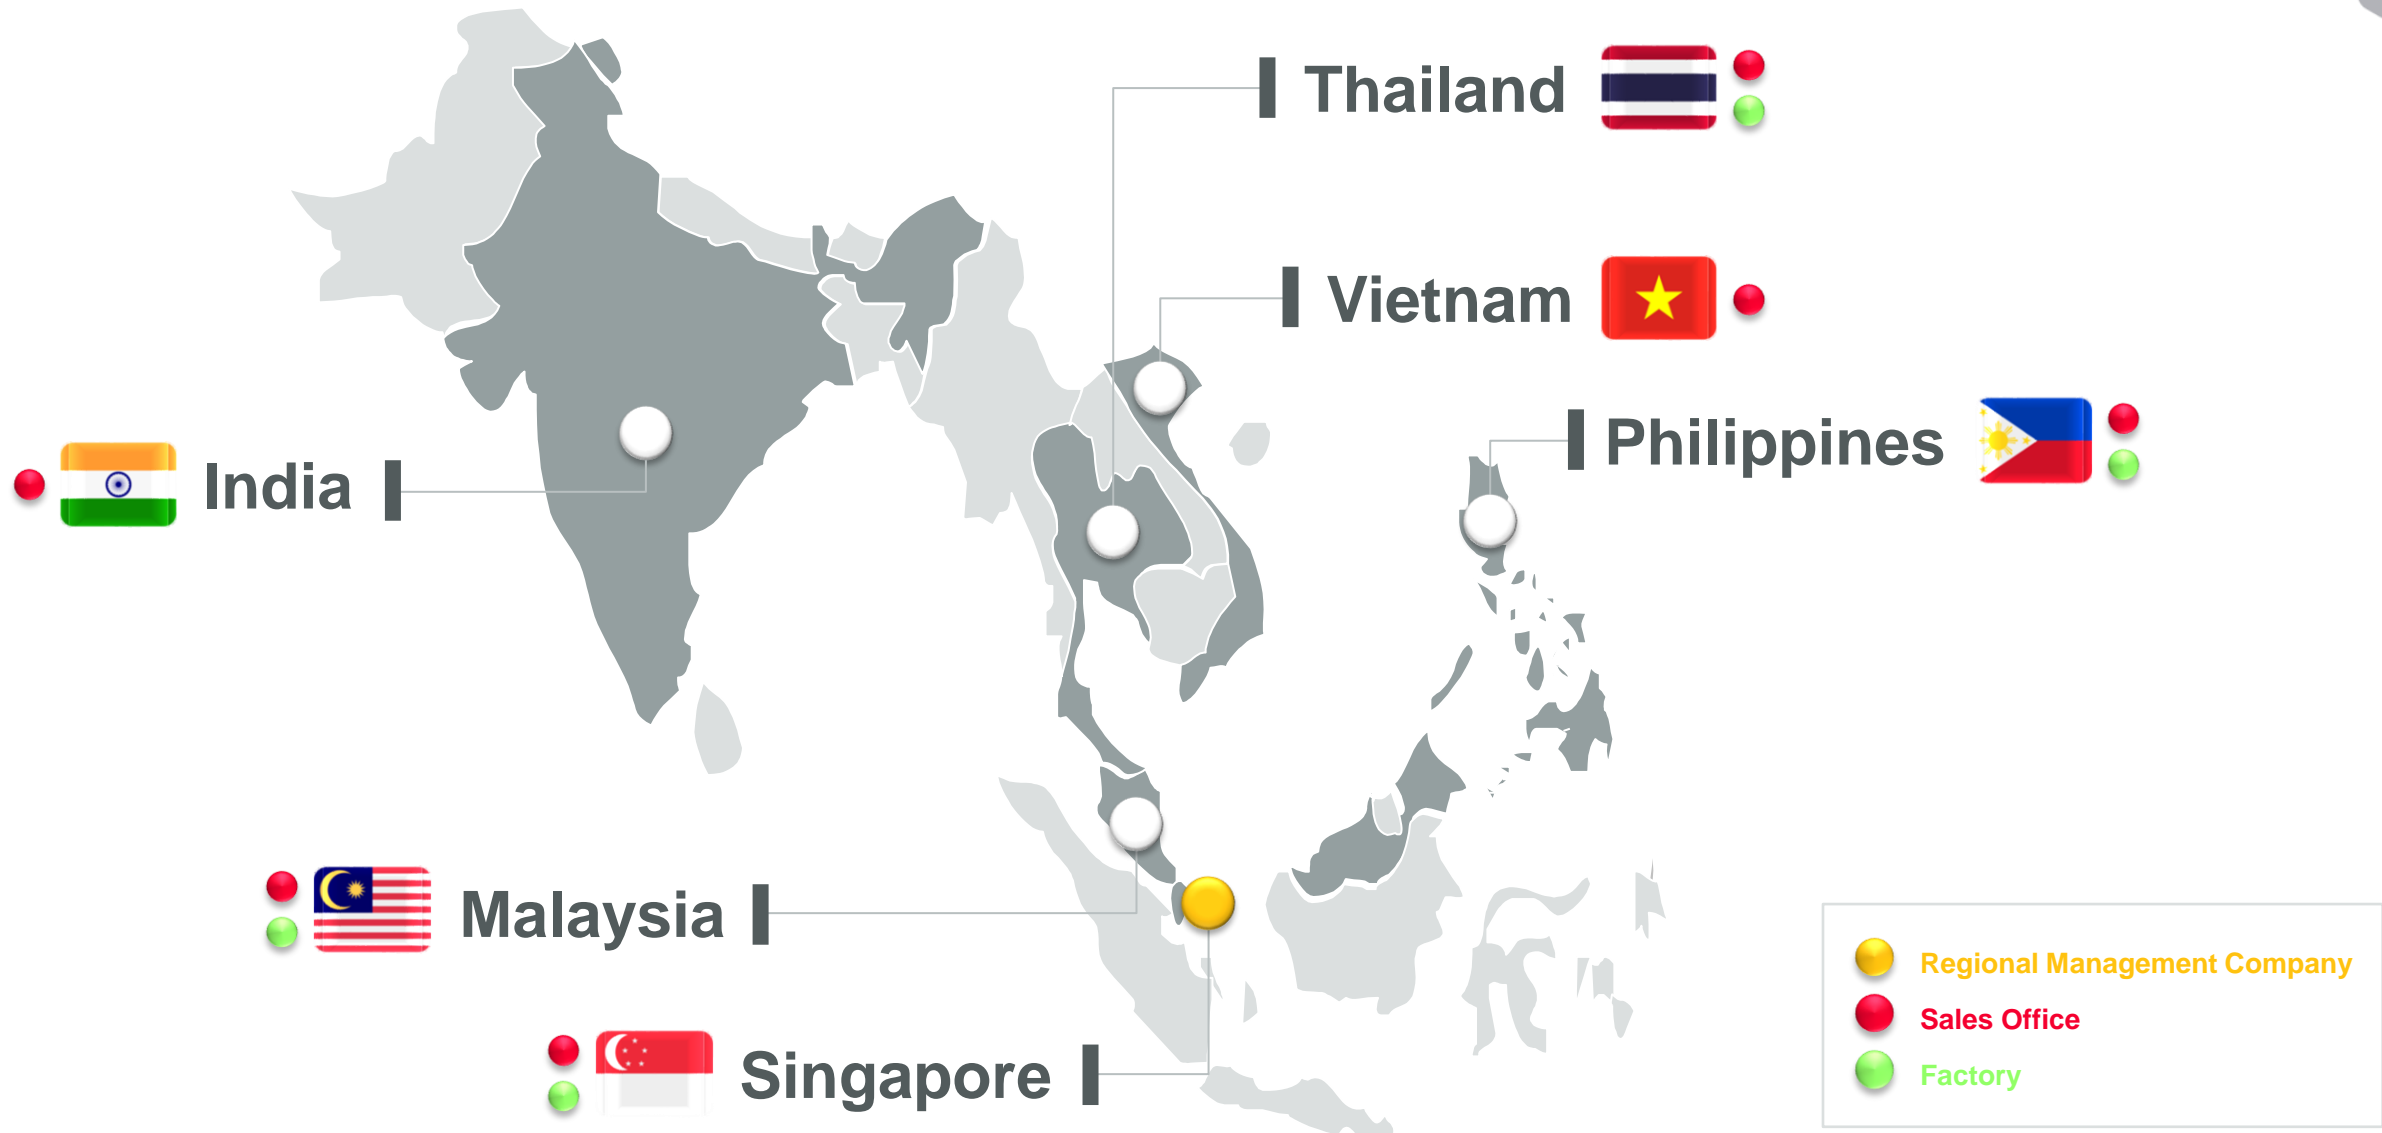 Thailand
Vietnam
Philippines
India
Malaysia
Singapore
Regional Management Company
Sales Office
Factory